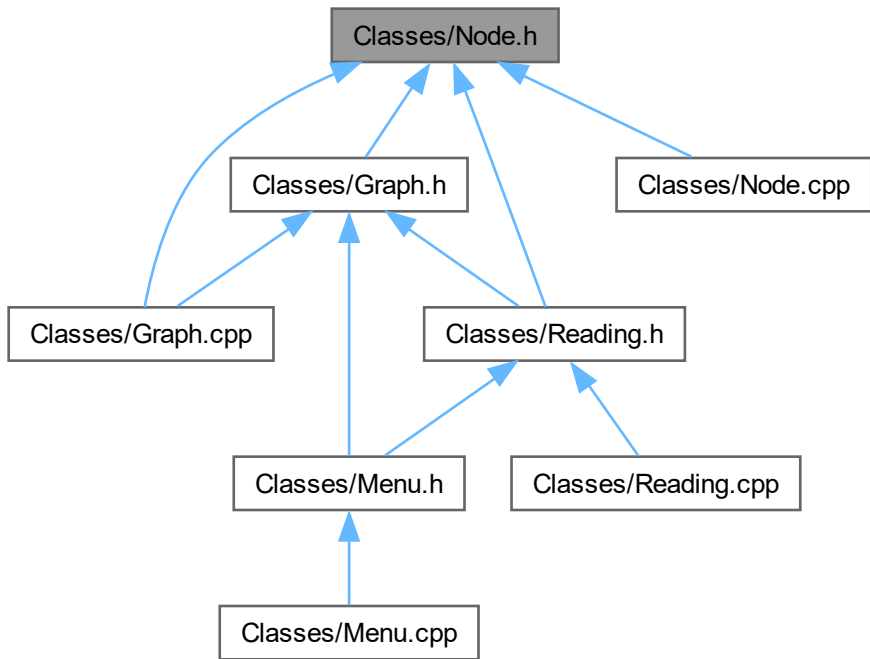 Classes/Node.h
Classes/Graph.h
Classes/Node.cpp
Classes/Graph.cpp
Classes/Reading.h
Classes/Menu.h
Classes/Reading.cpp
Classes/Menu.cpp